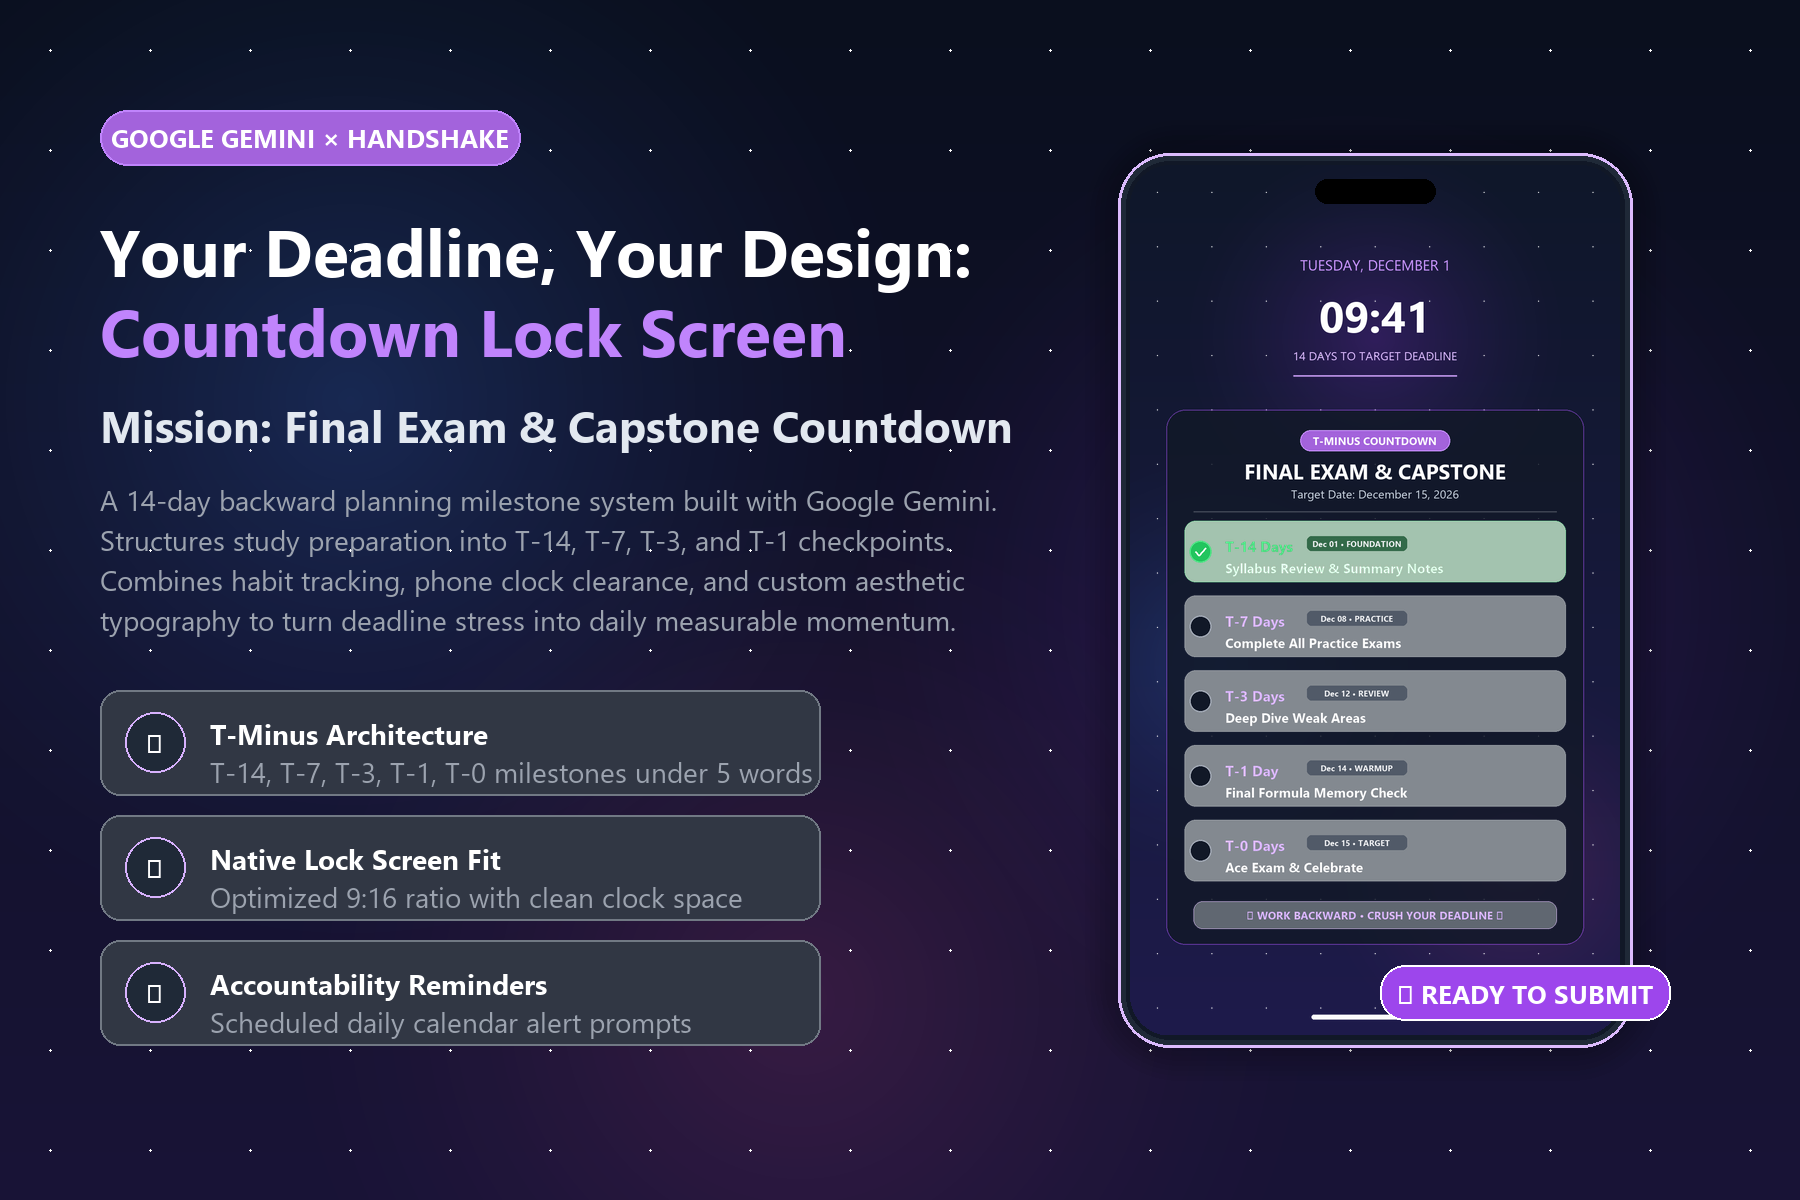 GOOGLE GEMINI × HANDSHAKE
Your Deadline, Your Design:
Countdown Lock Screen
Mission: Final Exam & Capstone Countdown
A 14-day backward planning milestone system built with Google Gemini.
Structures study preparation into T-14, T-7, T-3, and T-1 checkpoints.
Combines habit tracking, phone clock clearance, and custom aesthetic
typography to turn deadline stress into daily measurable momentum.
T-Minus Architecture
T-14, T-7, T-3, T-1, T-0 milestones under 5 words
Native Lock Screen Fit
Optimized 9:16 ratio with clean clock space
Accountability Reminders
Scheduled daily calendar alert prompts
TUESDAY, DECEMBER 1
09:41
14 DAYS TO TARGET DEADLINE
T-MINUS COUNTDOWN
FINAL EXAM & CAPSTONE
Target Date: December 15, 2026
T-14 Days Dec 01 • FOUNDATION
Syllabus Review & Summary Notes
T-7 Days Dec 08 • PRACTICE
Complete All Practice Exams
T-3 Days Dec 12 • REVIEW
Deep Dive Weak Areas
T-1 Day Dec 14 • WARMUP
Final Formula Memory Check
T-0 Days Dec 15 • TARGET
Ace Exam & Celebrate
WORK BACKWARD • CRUSH YOUR DEADLINE
READY TO SUBMIT